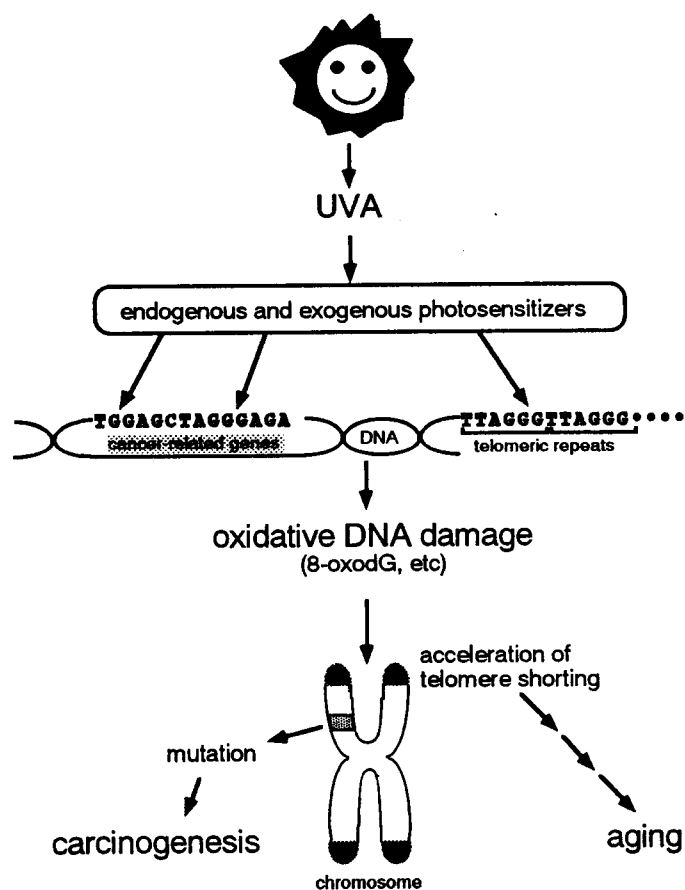 UVA
endogenous and exogenous photosensitizers
TGGAGCTAGGGAGA
TTAGGGTTAGGG••••
cancer-related genes
DNA
telomeric repeats
oxidative DNA damage
(8-oxodG, etc)
acceleration of
telomere shorting
mutation
carcinogenesis
aging
chromosome